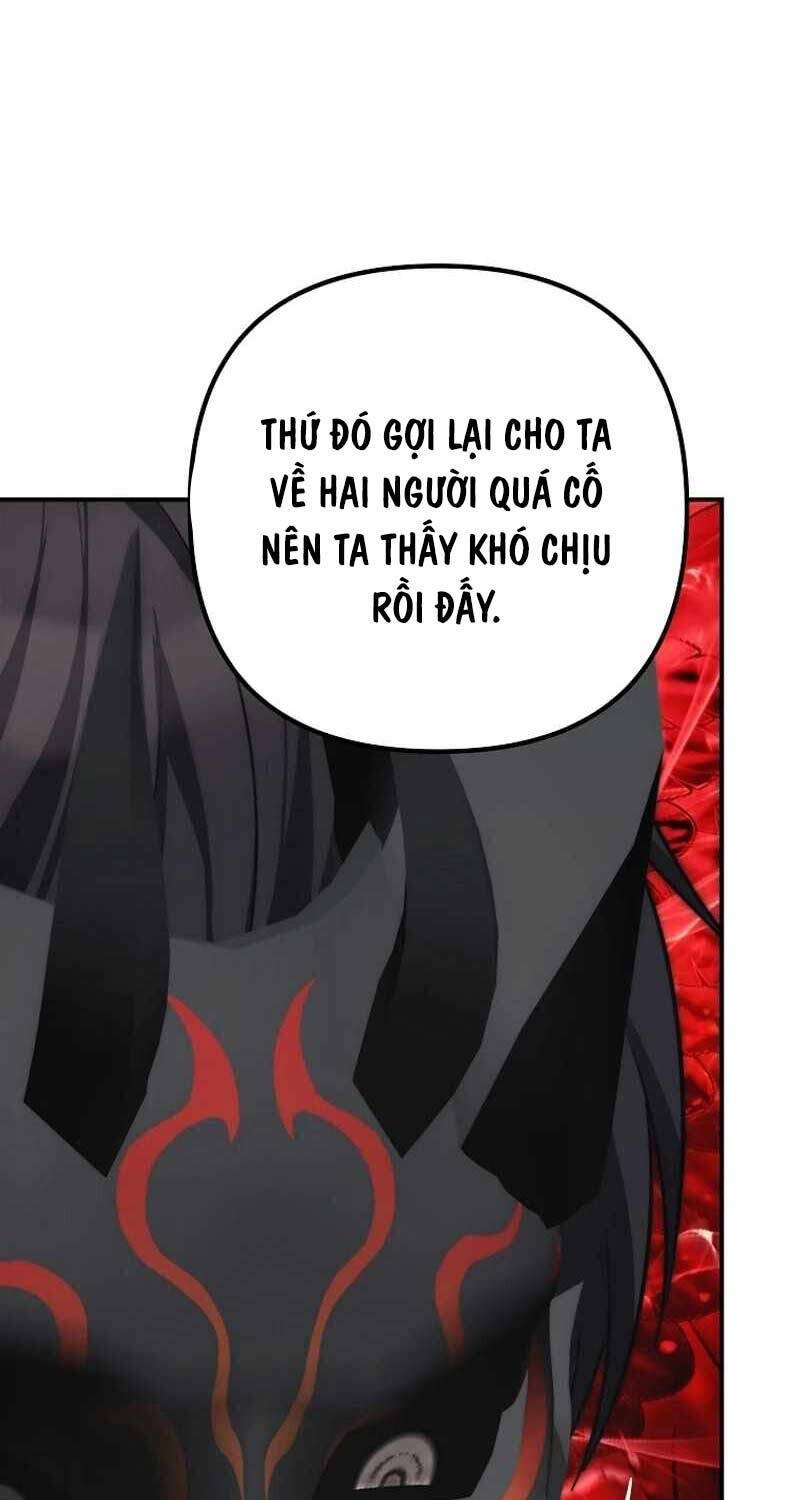 THỨ ĐÓ GỢI LẠI CHO TA
VỀ HAI NGƯỜI QUÁ CỐ
NÊN TA THẤY KHÓ CHỊU
RỒI ĐẤY.